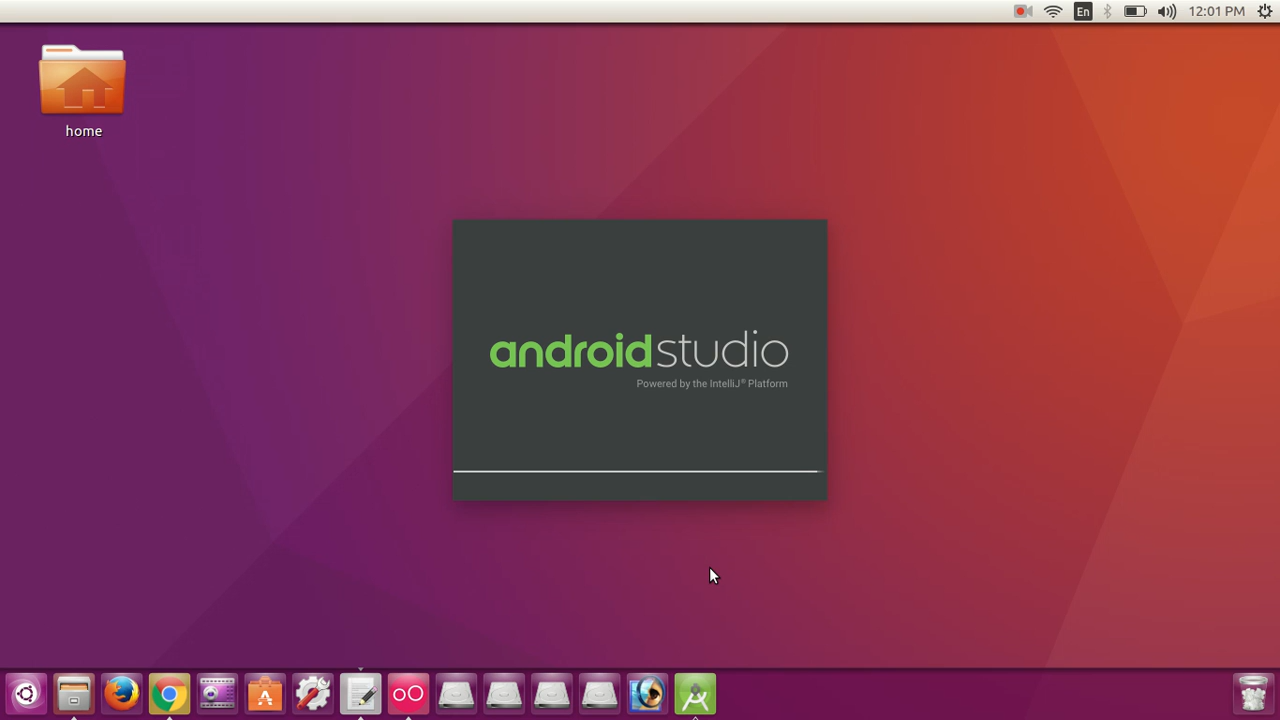 En
12:01 PM
home
androidstudio
Powered by the IntelliJ® Platform